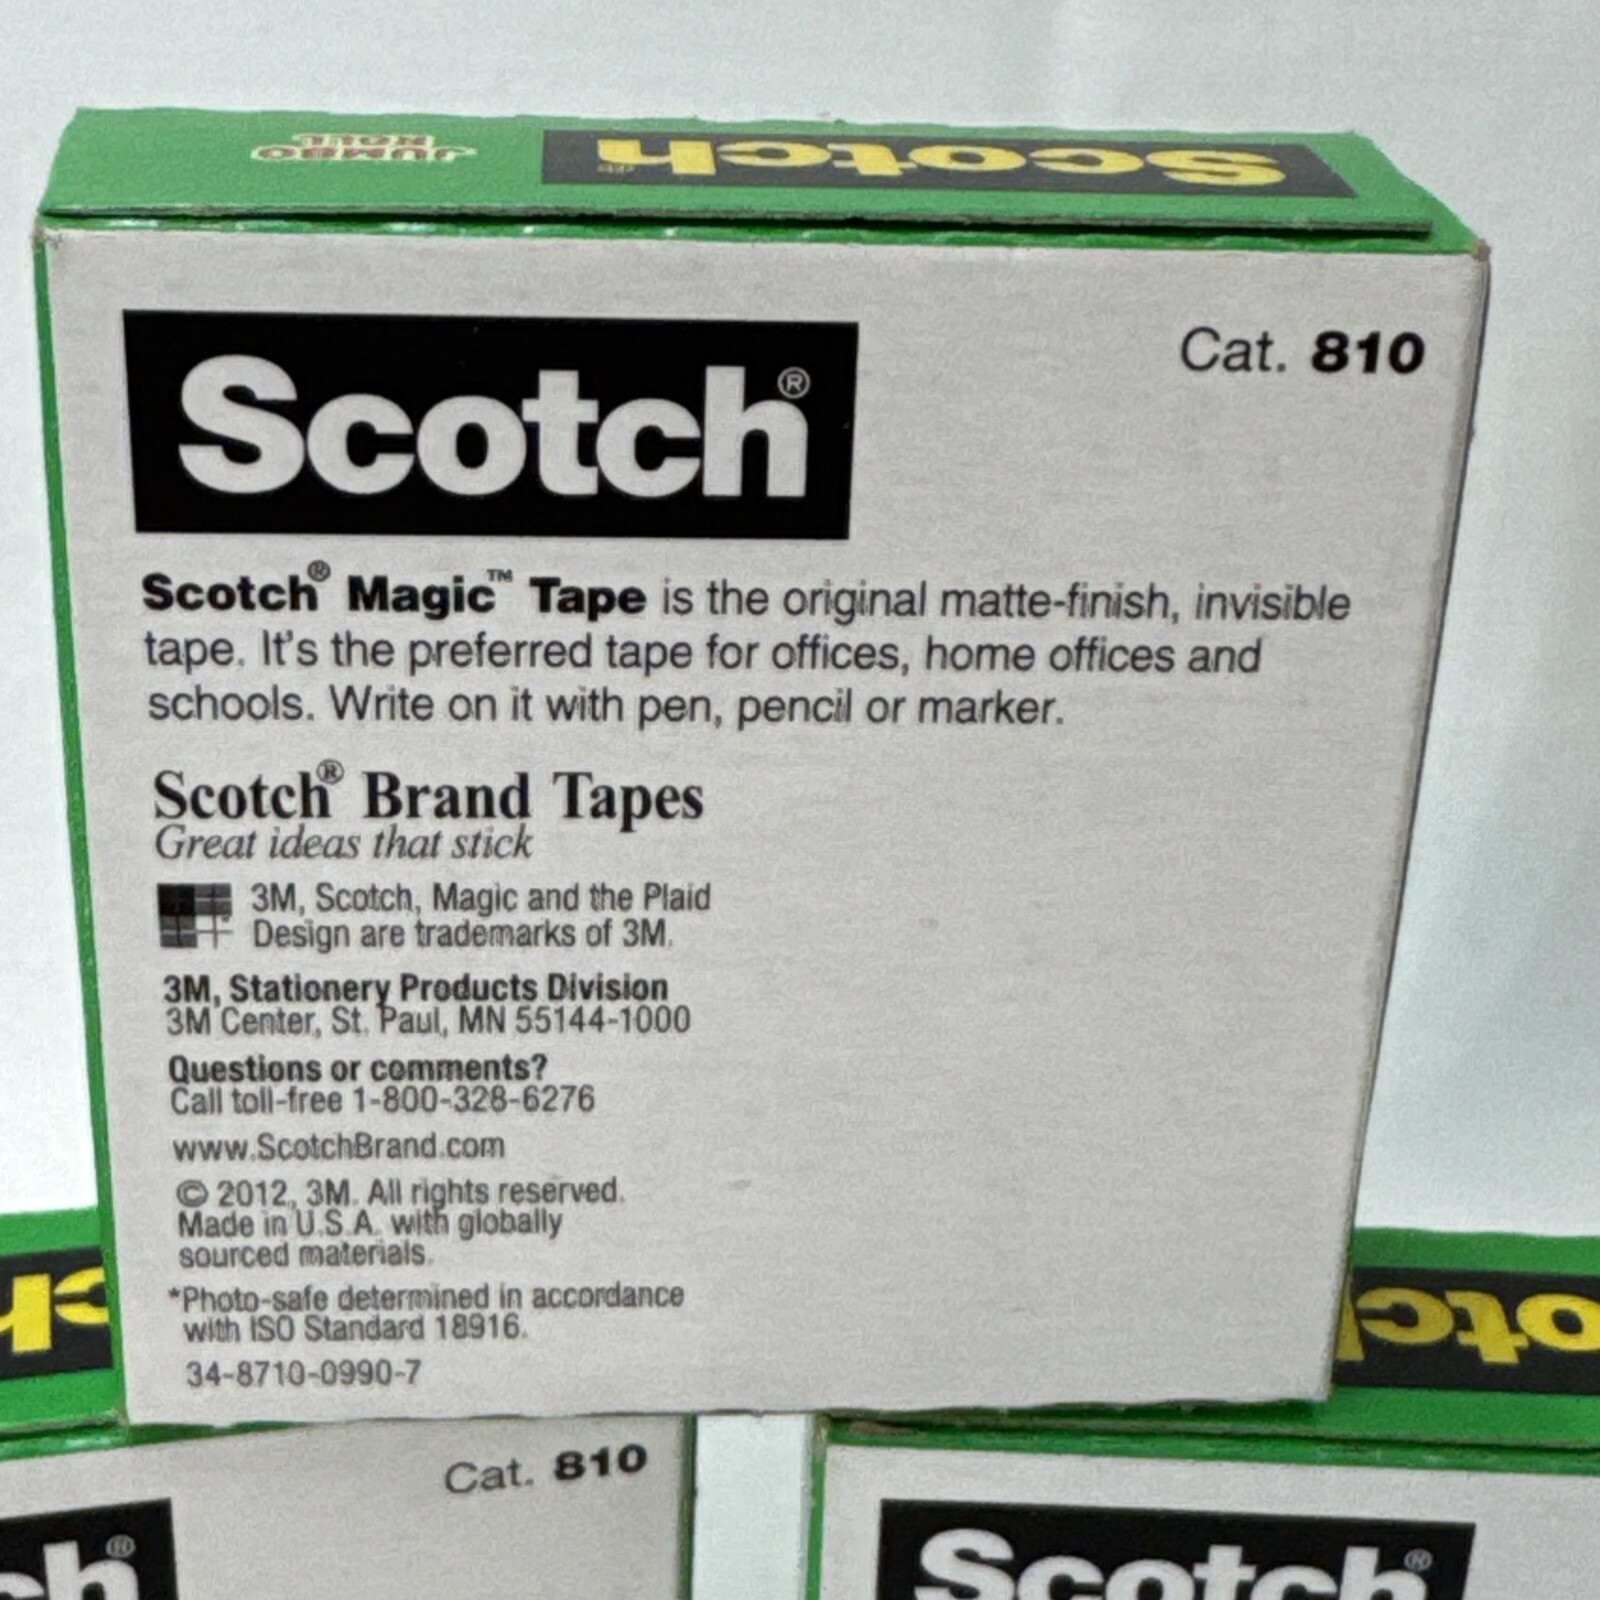 JUMBO
ROLL
Scotch
Scotch®
Cat. 810
Scotch® Magic™ Tape is the original matte-finish, invisible
tape. It's the preferred tape for offices, home offices and
schools. Write on it with pen, pencil or marker.
Scotch® Brand Tapes
Great ideas that stick
3M, Scotch, Magic and the Plaid
Design are trademarks of 3M.
3M, Stationery Products Division
3M Center, St. Paul, MN 55144-1000
Questions or comments?
Call toll-free 1-800-328-6276
www.ScotchBrand.com
© 2012, 3M. All rights reserved.
Made in U.S.A. with globally
sourced materials.
*Photo-safe determined in accordance
with ISO Standard 18916.
34-8710-0990-7
ch
otch
Cat. 810
ch®
Scotch®